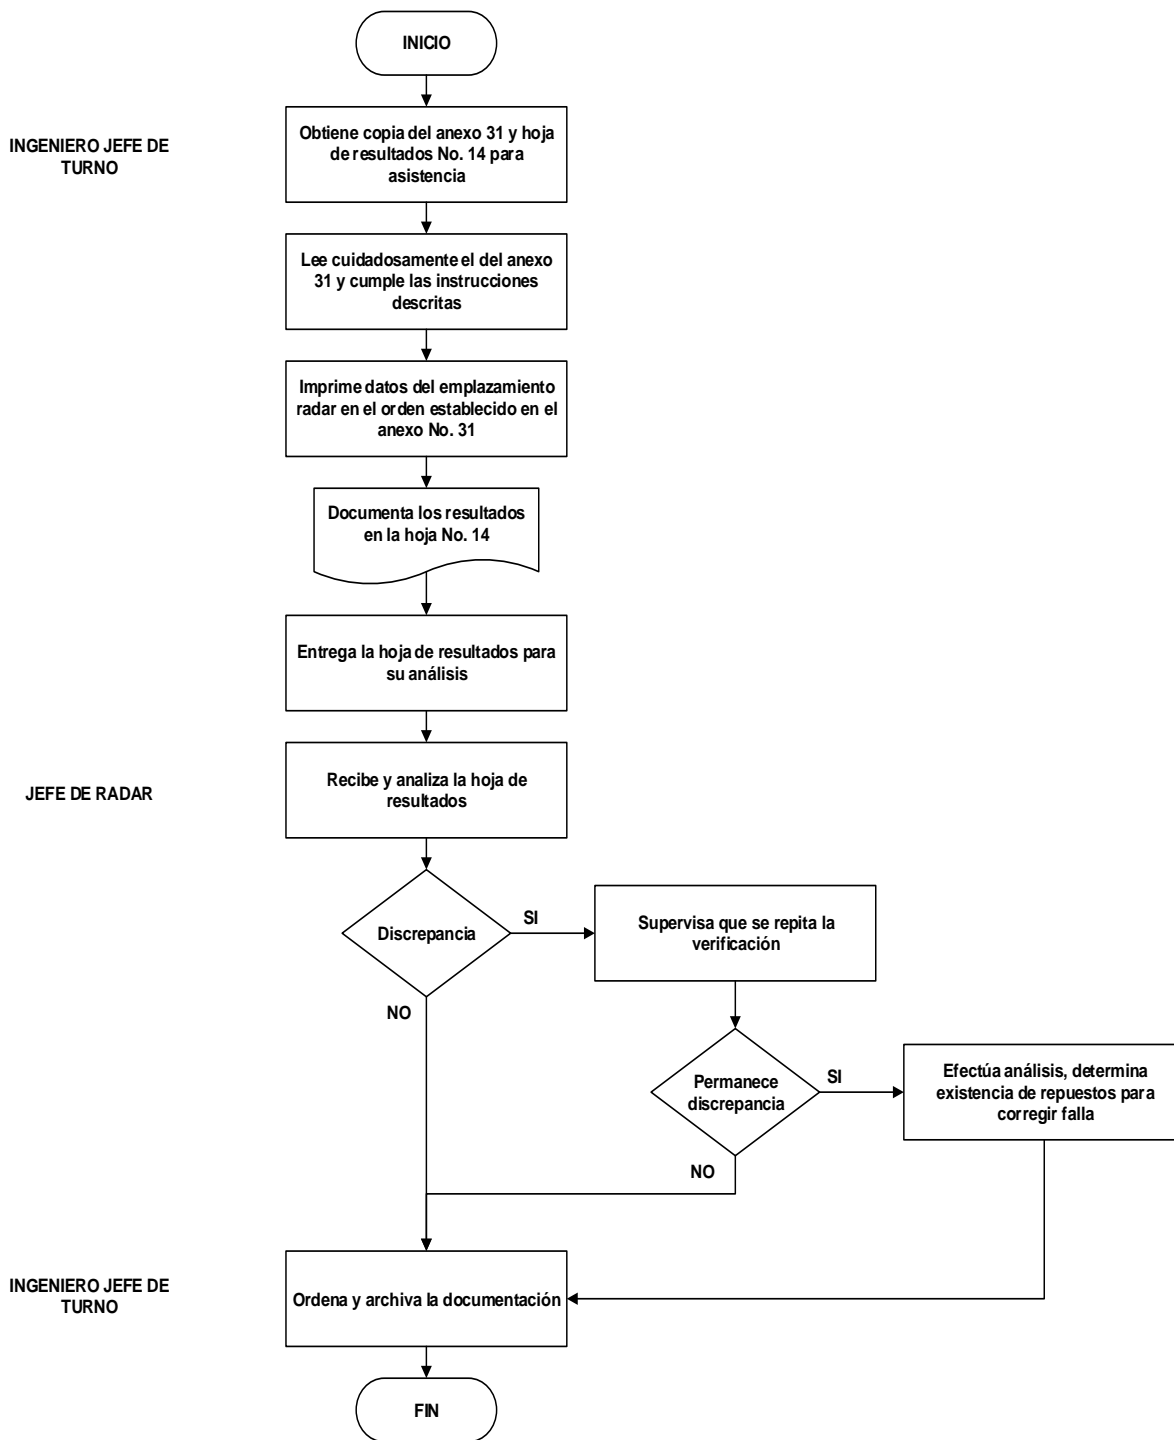 INICIO
INGENIERO JEFE DE
TURNO
Obtiene copia del anexo 31 y hoja
de resultados No. 14 para
asistencia
Lee cuidadosamente el del anexo
31 y cumple las instrucciones
descritas
Imprime datos del emplazamiento
radar en el orden establecido en el
anexo No. 31
Documenta los resultados
en la hoja No. 14
Entrega la hoja de resultados para
su análisis
JEFE DE RADAR
Recibe y analiza la hoja de
resultados
Discrepancia
SI
Supervisa que se repita la
verificación
NO
Permanece
discrepancia
SI
Efectúa análisis, determina
existencia de repuestos para
corregir falla
NO
INGENIERO JEFE DE
TURNO
Ordena y archiva la documentación
FIN